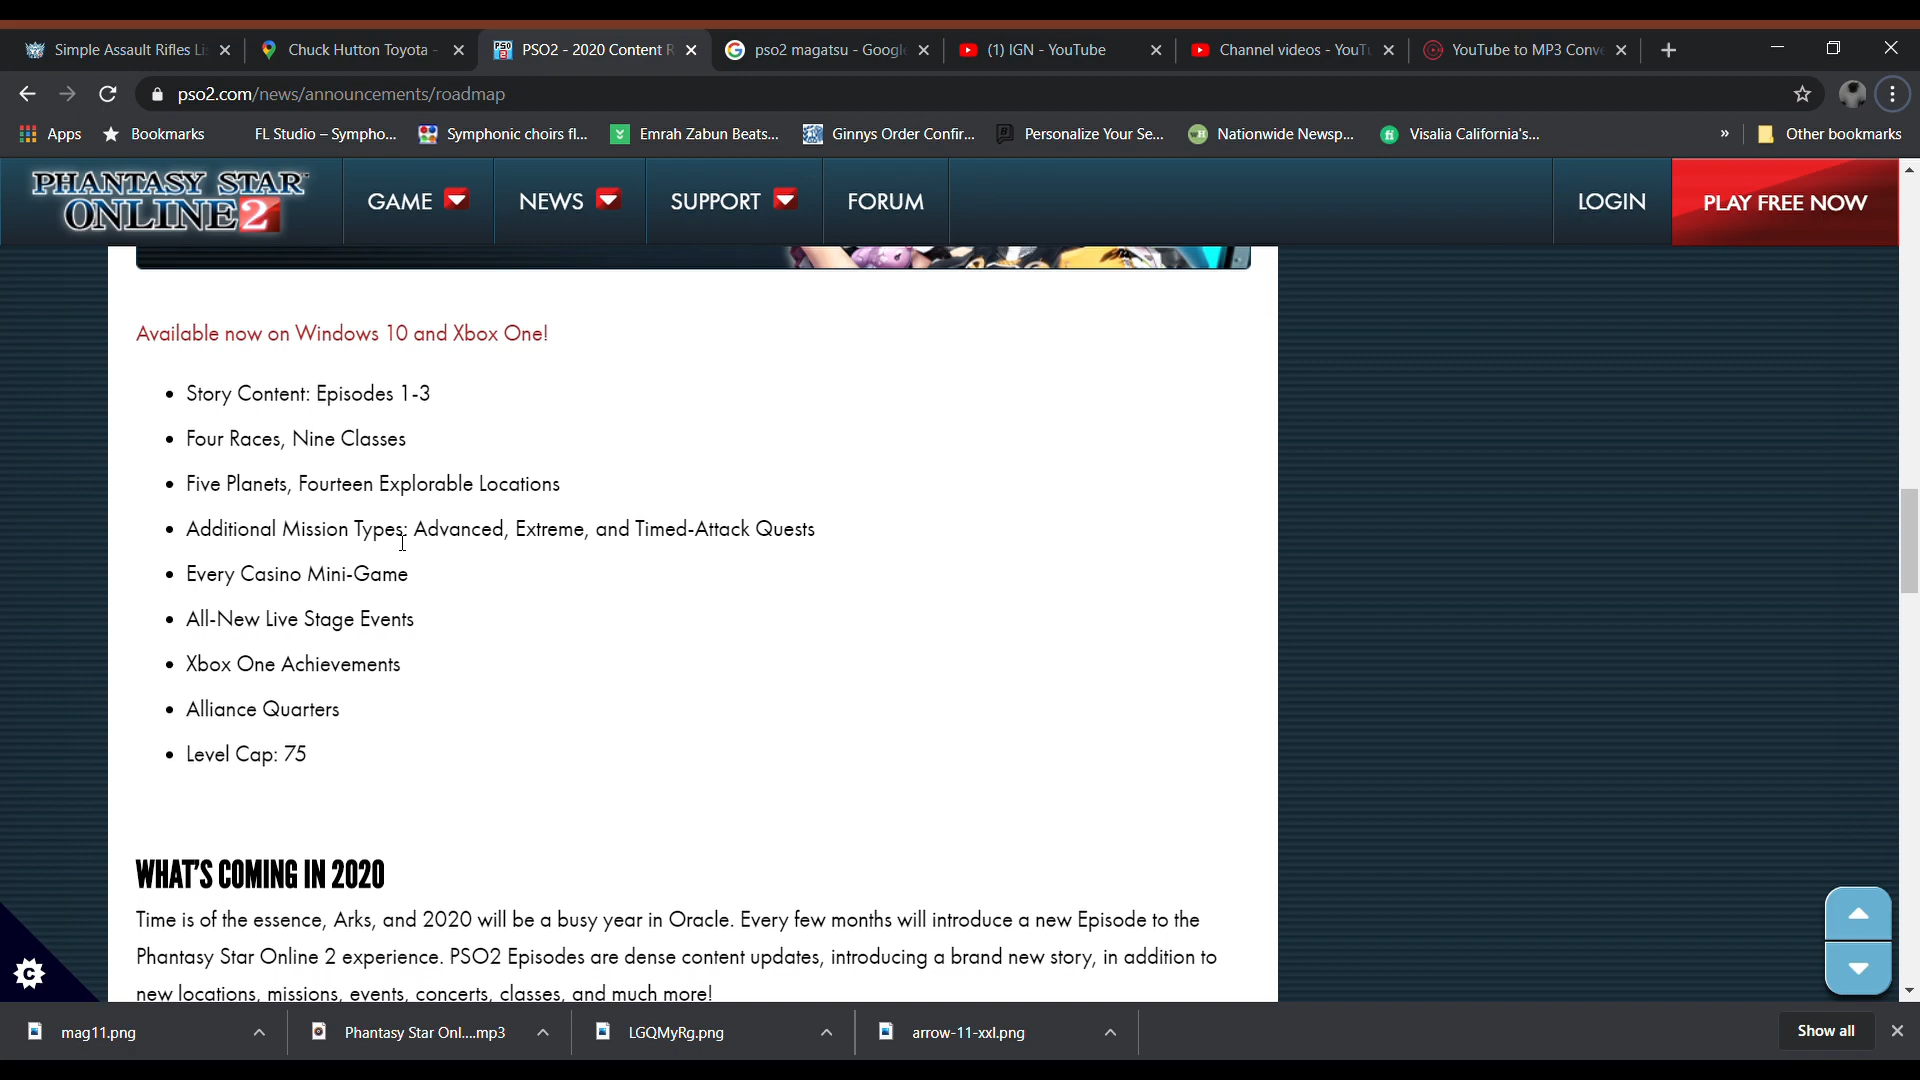 Simple Assault Rifles Li
Chuck Hutton Toyota -
PSO2 - 2020 Content R
pso2 magatsu - Google
(1) IGN - YouTube
Channel videos - YouTu
YouTube to MP3 Conve
pso2.com/news/announcements/roadmap
Apps
Bookmarks
FL Studio – Sympho...
Symphonic choirs fl...
Emrah Zabun Beats...
Ginnys Order Confir...
Personalize Your Se...
Nationwide Newsp...
Visalia California's...
»
Other bookmarks
PHANTASY STAR
ONLINE 2
GAME
NEWS
SUPPORT
FORUM
LOGIN
PLAY FREE NOW
Available now on Windows 10 and Xbox One!
• Story Content: Episodes 1-3
• Four Races, Nine Classes
• Five Planets, Fourteen Explorable Locations
• Additional Mission Types: Advanced, Extreme, and Timed-Attack Quests
• Every Casino Mini-Game
• All-New Live Stage Events
• Xbox One Achievements
• Alliance Quarters
• Level Cap: 75
WHAT'S COMING IN 2020
Time is of the essence, Arks, and 2020 will be a busy year in Oracle. Every few months will introduce a new Episode to the
Phantasy Star Online 2 experience. PSO2 Episodes are dense content updates, introducing a brand new story, in addition to
new locations, missions, events, concerts, classes, and much more!
mag11.png
Phantasy Star Onl....mp3
LGQMyRg.png
arrow-11-xxl.png
Show all